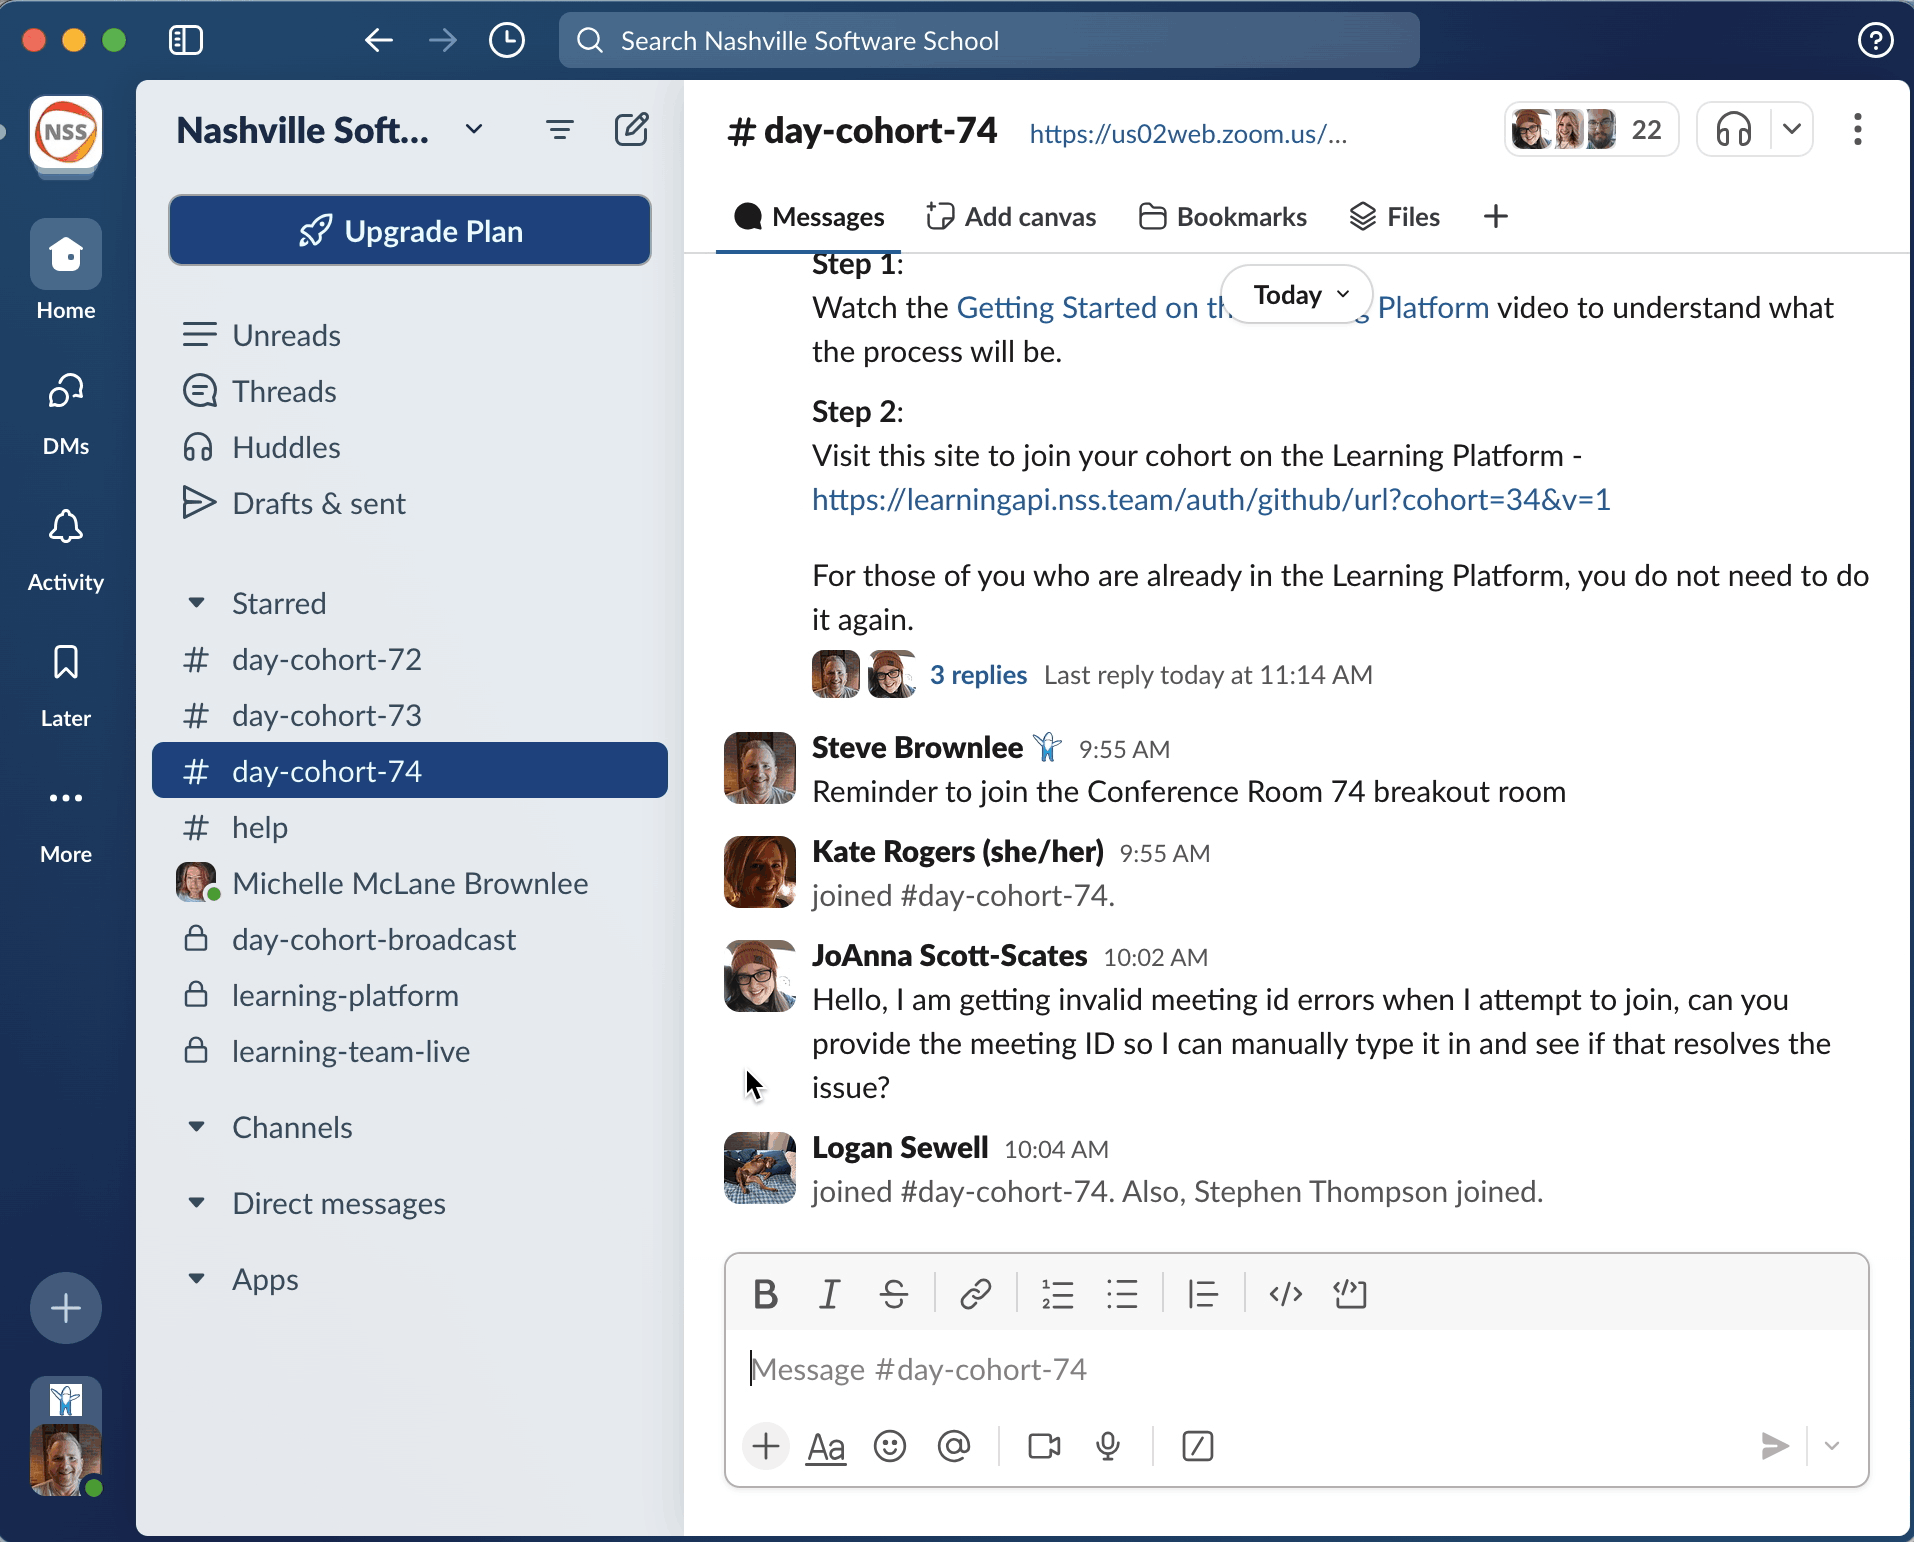 Search Nashville Software School
NSS
Nashville Soft...
Upgrade Plan
Home
DMs
Activity
Later
More
Unreads
Threads
Huddles
Drafts & sent
Starred
# day-cohort-72
# day-cohort-73
# day-cohort-74
# help
Michelle McLane Brownlee
day-cohort-broadcast
learning-platform
learning-team-live
Channels
Direct messages
Apps
# day-cohort-74 https://us02web.zoom.us/... 22
Messages Add canvas Bookmarks Files +
Step 1:
Today
Watch the Getting Started on Platform video to understand what
the process will be.
Step 2:
Visit this site to join your cohort on the Learning Platform -
https://learningapi.nss.team/auth/github/url?cohort=34&v=1
For those of you who are already in the Learning Platform, you do not need to do
it again.
3 replies Last reply today at 11:14 AM
Steve Brownlee 9:55 AM
Reminder to join the Conference Room 74 breakout room
Kate Rogers (she/her) 9:55 AM
joined #day-cohort-74.
JoAnna Scott-Scates 10:02 AM
Hello, I am getting invalid meeting id errors when I attempt to join, can you
provide the meeting ID so I can manually type it in and see if that resolves the
issue?
Logan Sewell 10:04 AM
joined #day-cohort-74. Also, Stephen Thompson joined.
Message #day-cohort-74
Aa